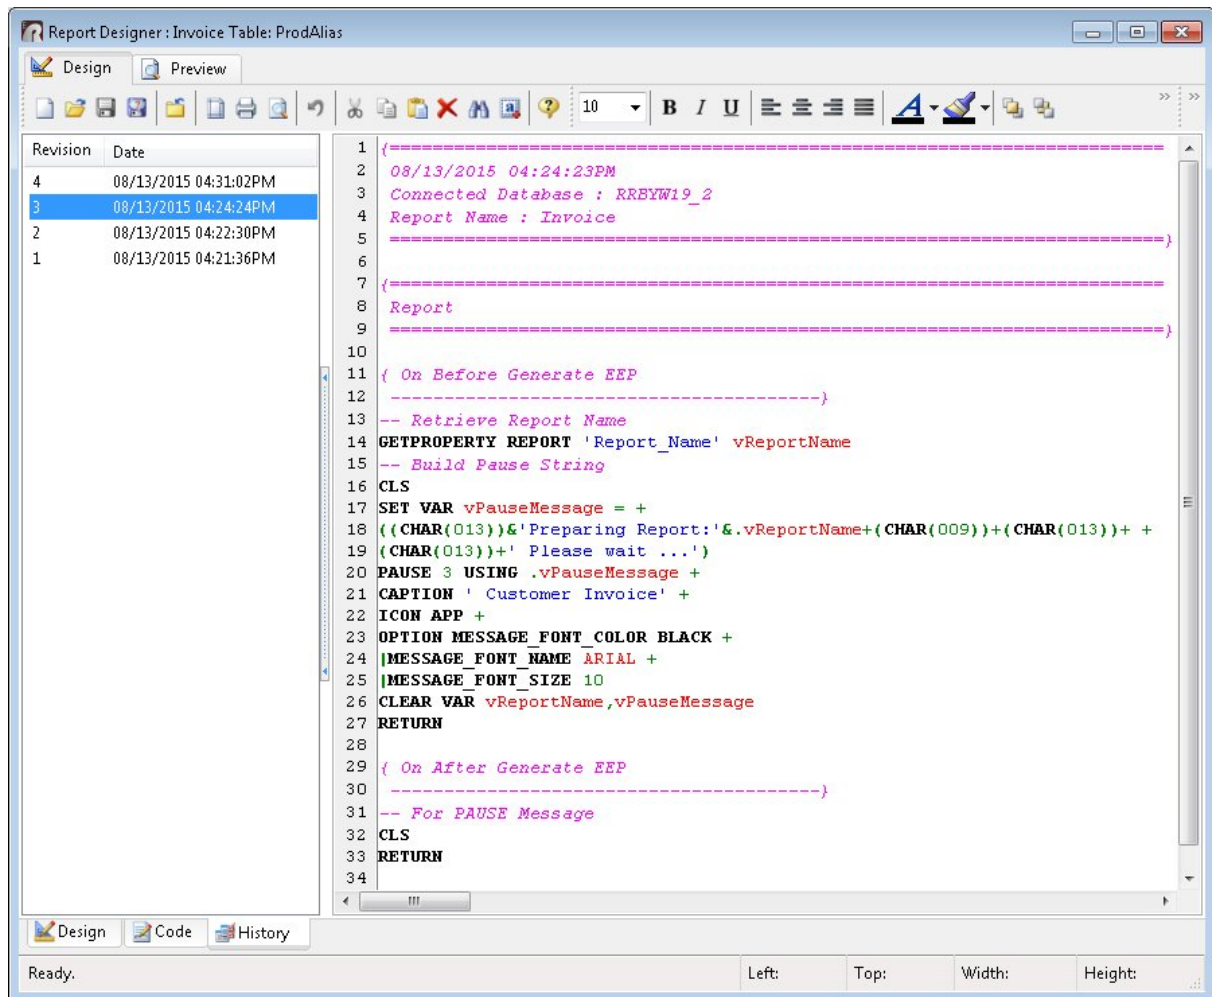 Report Designer : Invoice Table: ProdAlias
Design Preview
10 B I U A
Revision Date
4 08/13/2015 04:31:02PM
3 08/13/2015 04:24:24PM
2 08/13/2015 04:22:30PM
1 08/13/2015 04:21:36PM
1 {========================================================================
2 08/13/2015 04:24:23PM
3 Connected Database : RRBYW19_2
4 Report Name : Invoice
5 ========================================================================}
6
7 {========================================================================
8 Report
9 ========================================================================}
10
11 { On Before Generate EEP
12 ----------------------------------------}
13 -- Retrieve Report Name
14 GETPROPERTY REPORT 'Report_Name' vReportName
15 -- Build Pause String
16 CLS
17 SET VAR vPauseMessage = +
18 ((CHAR(013))&'Preparing Report:'&.vReportName+(CHAR(009))+(CHAR(013))+ +
19 (CHAR(013))+' Please wait ...')
20 PAUSE 3 USING .vPauseMessage +
21 CAPTION ' Customer Invoice' +
22 ICON APP +
23 OPTION MESSAGE_FONT_COLOR BLACK +
24 |MESSAGE_FONT_NAME ARIAL +
25 |MESSAGE_FONT_SIZE 10
26 CLEAR VAR vReportName,vPauseMessage
27 RETURN
28
29 { On After Generate EEP
30 ----------------------------------------}
31 -- For PAUSE Message
32 CLS
33 RETURN
34
Design Code History
Ready. Left: Top: Width: Height: